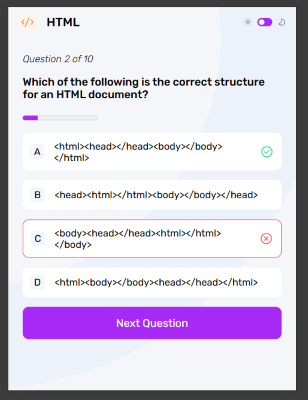 </> HTML
Question 2 of 10
Which of the following is the correct structure
for an HTML document?
A <html><head></head><body></body>
</html>
B <head><html></html><body></body></head>
C <body><head></head><html></html>
</body>
D <html><body></body><head></head></html>
Next Question